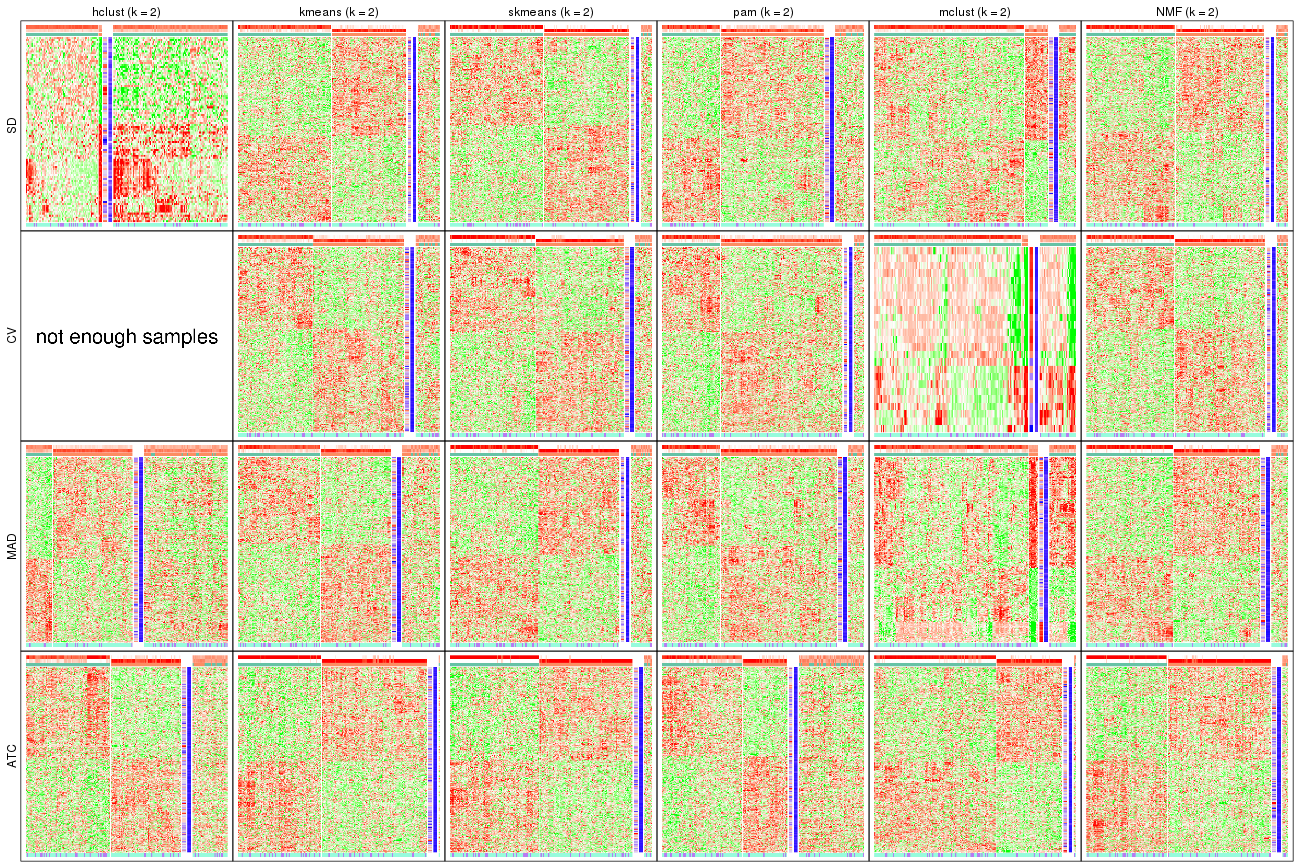 hclust (k = 2)
kmeans (k = 2)
skmeans (k = 2)
pam (k = 2)
mclust (k = 2)
NMF (k = 2)
SD
CV
not enough samples
MAD
ATC